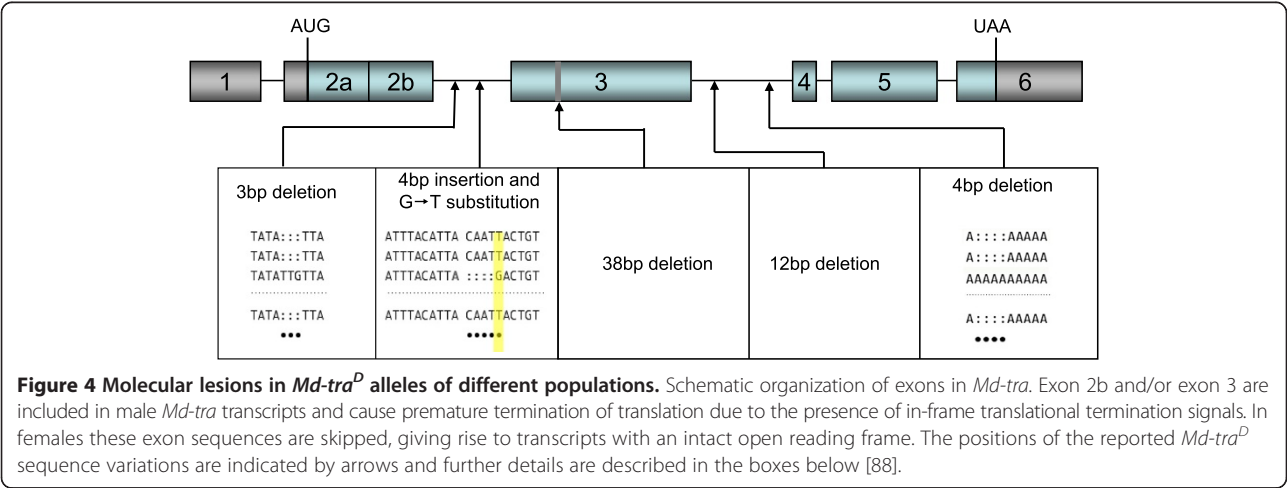 AUG
UAA
1
2a
2b
3
4
5
6
3bp deletion
TATA:::TTA
TATA:::TTA
TATATTGTTA
TATA:::TTA
4bp insertion and
G→T substitution
ATTTACATTA CAATTACTGT
ATTTACATTA CAATTACTGT
ATTTACATTA ::::GACTGT
ATTTACATTA CAATTACTGT
38bp deletion
12bp deletion
4bp deletion
A::::AAAAA
A::::AAAAA
AAAAAAAAAA
A::::AAAAA
Figure 4 Molecular lesions in Md-traD alleles of different populations. Schematic organization of exons in Md-tra. Exon 2b and/or exon 3 are
included in male Md-tra transcripts and cause premature termination of translation due to the presence of in-frame translational termination signals. In
females these exon sequences are skipped, giving rise to transcripts with an intact open reading frame. The positions of the reported Md-traD
sequence variations are indicated by arrows and further details are described in the boxes below [88].